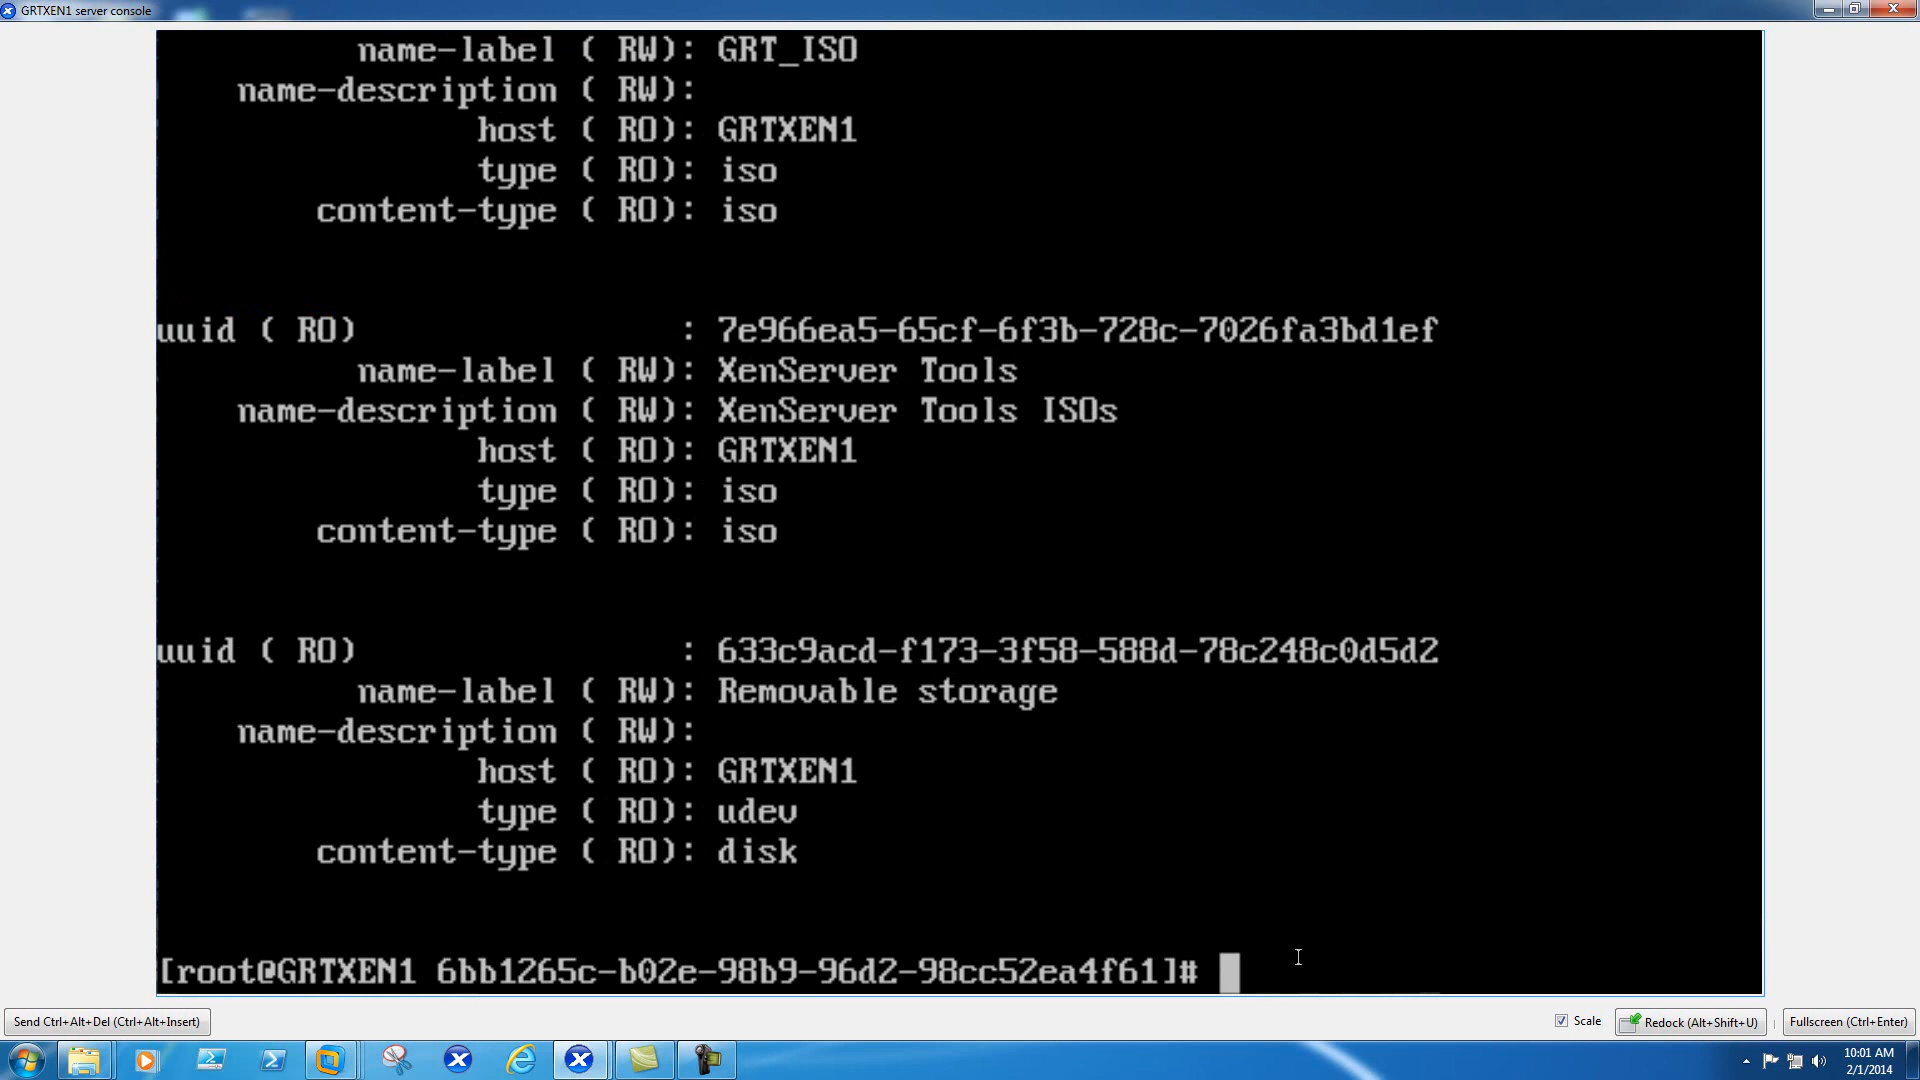 GRTXEN1 server console
name-label ( RW): GRT_ISO
name-description ( RW):
host ( RO): GRTXEN1
type ( RO): iso
content-type ( RO): iso
uuid ( RO) : 7e966ea5-65cf-6f3b-728c-7026fa3bd1ef
name-label ( RW): XenServer Tools
name-description ( RW): XenServer Tools ISOs
host ( RO): GRTXEN1
type ( RO): iso
content-type ( RO): iso
uuid ( RO) : 633c9acd-f173-3f58-588d-78c248c0d5d2
name-label ( RW): Removable storage
name-description ( RW):
host ( RO): GRTXEN1
type ( RO): udev
content-type ( RO): disk
[root@GRTXEN1 6bb1265c-b02e-98b9-96d2-98cc52ea4f61]#
Send Ctrl+Alt+Del (Ctrl+Alt+Insert) Scale Redock (Alt+Shift+U) Fullscreen (Ctrl+Enter)
10:01 AM
2/1/2014